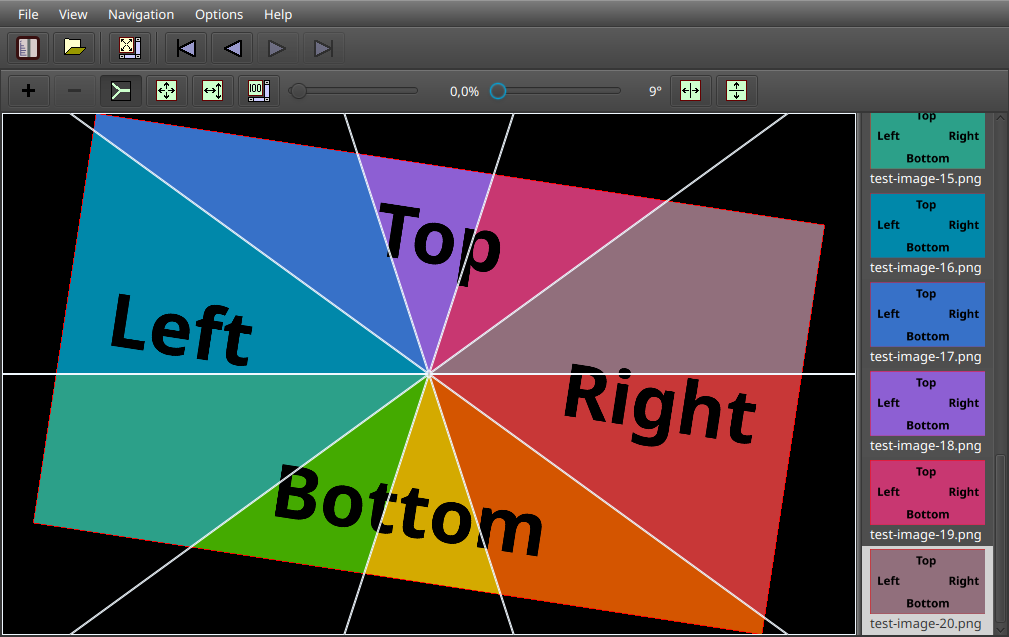 File View Navigation Options Help
100
0,0% 9°
Top
Left
Right
Bottom
Top
Left Right
Bottom
test-image-15.png
Top
Left Right
Bottom
test-image-16.png
Top
Left Right
Bottom
test-image-17.png
Top
Left Right
Bottom
test-image-18.png
Top
Left Right
Bottom
test-image-19.png
Top
Left Right
Bottom
test-image-20.png